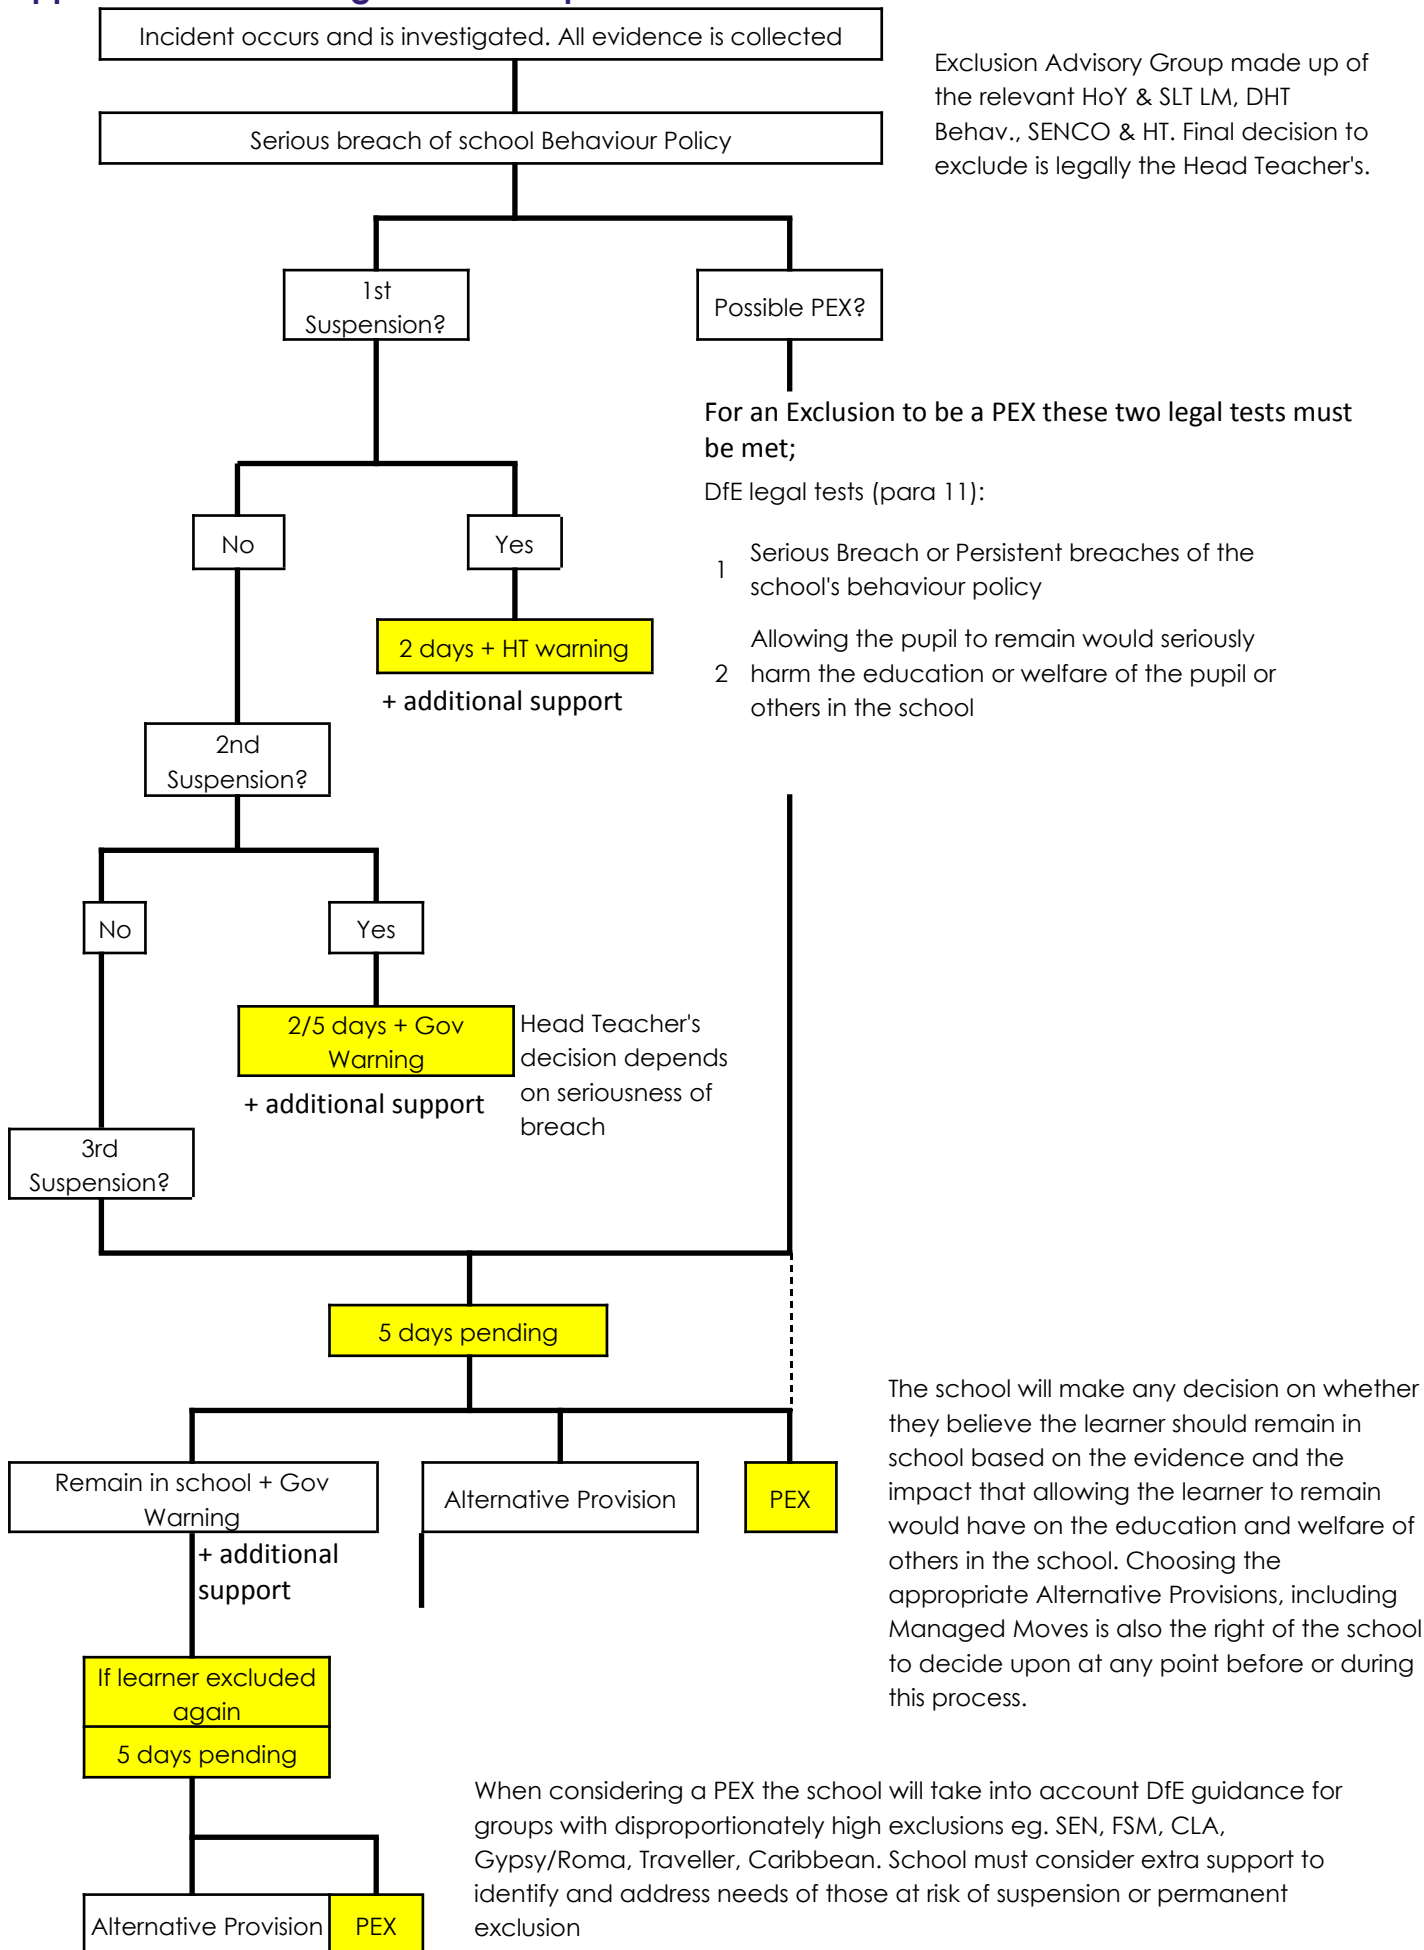 Incident occurs and is investigated. All evidence is collected
Exclusion Advisory Group made up of
the relevant HoY & SLT LM, DHT
Behav., SENCO & HT. Final decision to
exclude is legally the Head Teacher's.
Serious breach of school Behaviour Policy
1st
Suspension?
Possible PEX?
For an Exclusion to be a PEX these two legal tests must
be met;
DfE legal tests (para 11):
1 Serious Breach or Persistent breaches of the
school's behaviour policy
2 Allowing the pupil to remain would seriously
harm the education or welfare of the pupil or
others in the school
No
Yes
2 days + HT warning
+ additional support
2nd
Suspension?
No
Yes
2/5 days + Gov
Warning
+ additional support
Head Teacher's
decision depends
on seriousness of
breach
3rd
Suspension?
5 days pending
Remain in school + Gov
Warning
Alternative Provision
PEX
+ additional
support
The school will make any decision on whether
they believe the learner should remain in
school based on the evidence and the
impact that allowing the learner to remain
would have on the education and welfare of
others in the school. Choosing the
appropriate Alternative Provisions, including
Managed Moves is also the right of the school
to decide upon at any point before or during
this process.
If learner excluded
again
5 days pending
When considering a PEX the school will take into account DfE guidance for
groups with disproportionately high exclusions eg. SEN, FSM, CLA,
Gypsy/Roma, Traveller, Caribbean. School must consider extra support to
identify and address needs of those at risk of suspension or permanent
exclusion
Alternative Provision
PEX